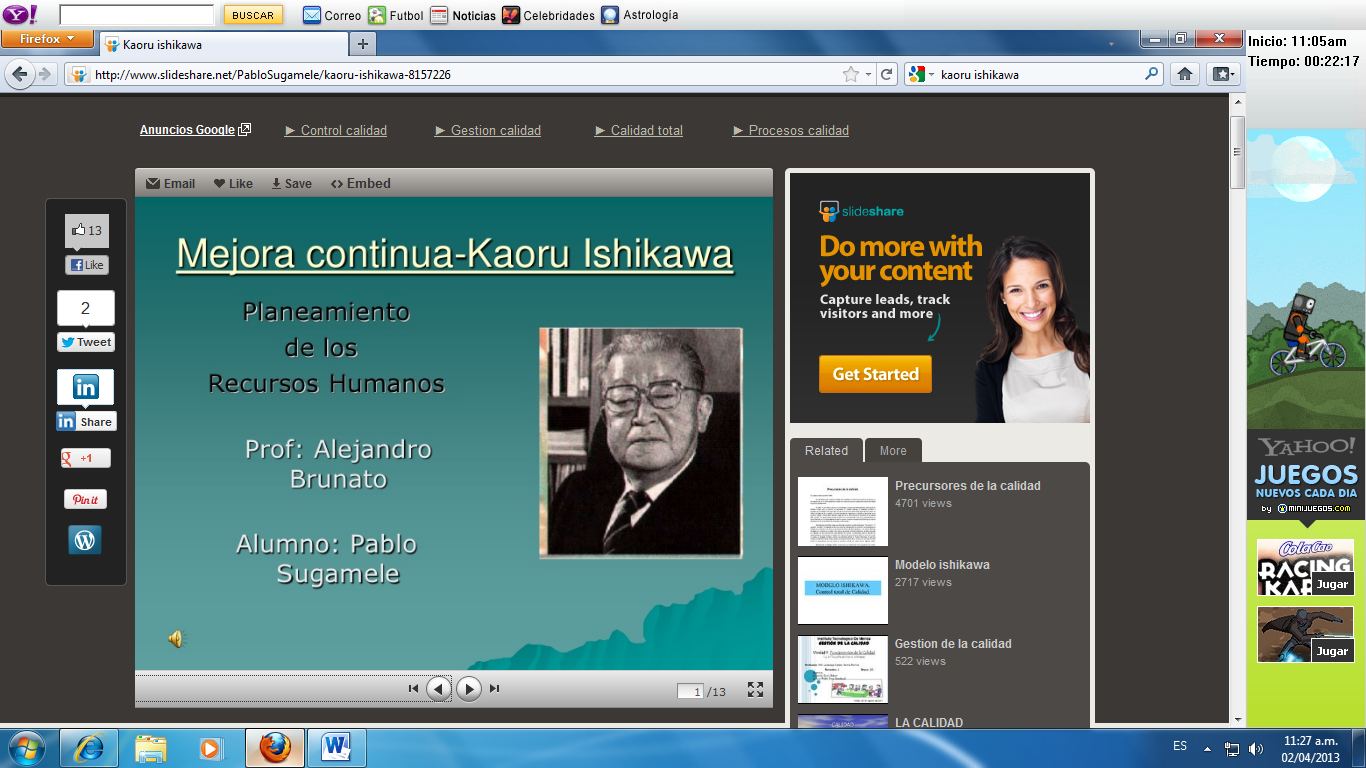 BUSCAR Correo Futbol Noticias Celebridades Astrología
Firefox
Kaoru ishikawa
Inicio: 11:05am
Tiempo: 00:22:17
http://www.slideshare.net/PabloSugamele/kaoru-ishikawa-8157226
kaoru ishikawa
Anuncios Google ► Control calidad ► Gestion calidad ► Calidad total ► Procesos calidad
Email Like Save Embed
13
Like
2
Tweet
in
in Share
+1
Pin it
Mejora continua-Kaoru Ishikawa
Planeamiento
de los
Recursos Humanos
Prof: Alejandro
Brunato
Alumno: Pablo
Sugamele
1 /13
slideshare
Do more with
your content
Capture leads, track
visitors and more
Get Started
Related More
Precursores de la calidad
4701 views
Modelo ishikawa
2717 views
MODELO ISHIKAWA,
Control total de Calidad.
Gestion de la calidad
522 views
LA CALIDAD
YAHOO!
JUEGOS
NUEVOS CADA DIA
by MINIJUEGOS.COM
ColaCao
RACING
KAR
Jugar
Jugar
ES
11:27 a.m.
02/04/2013